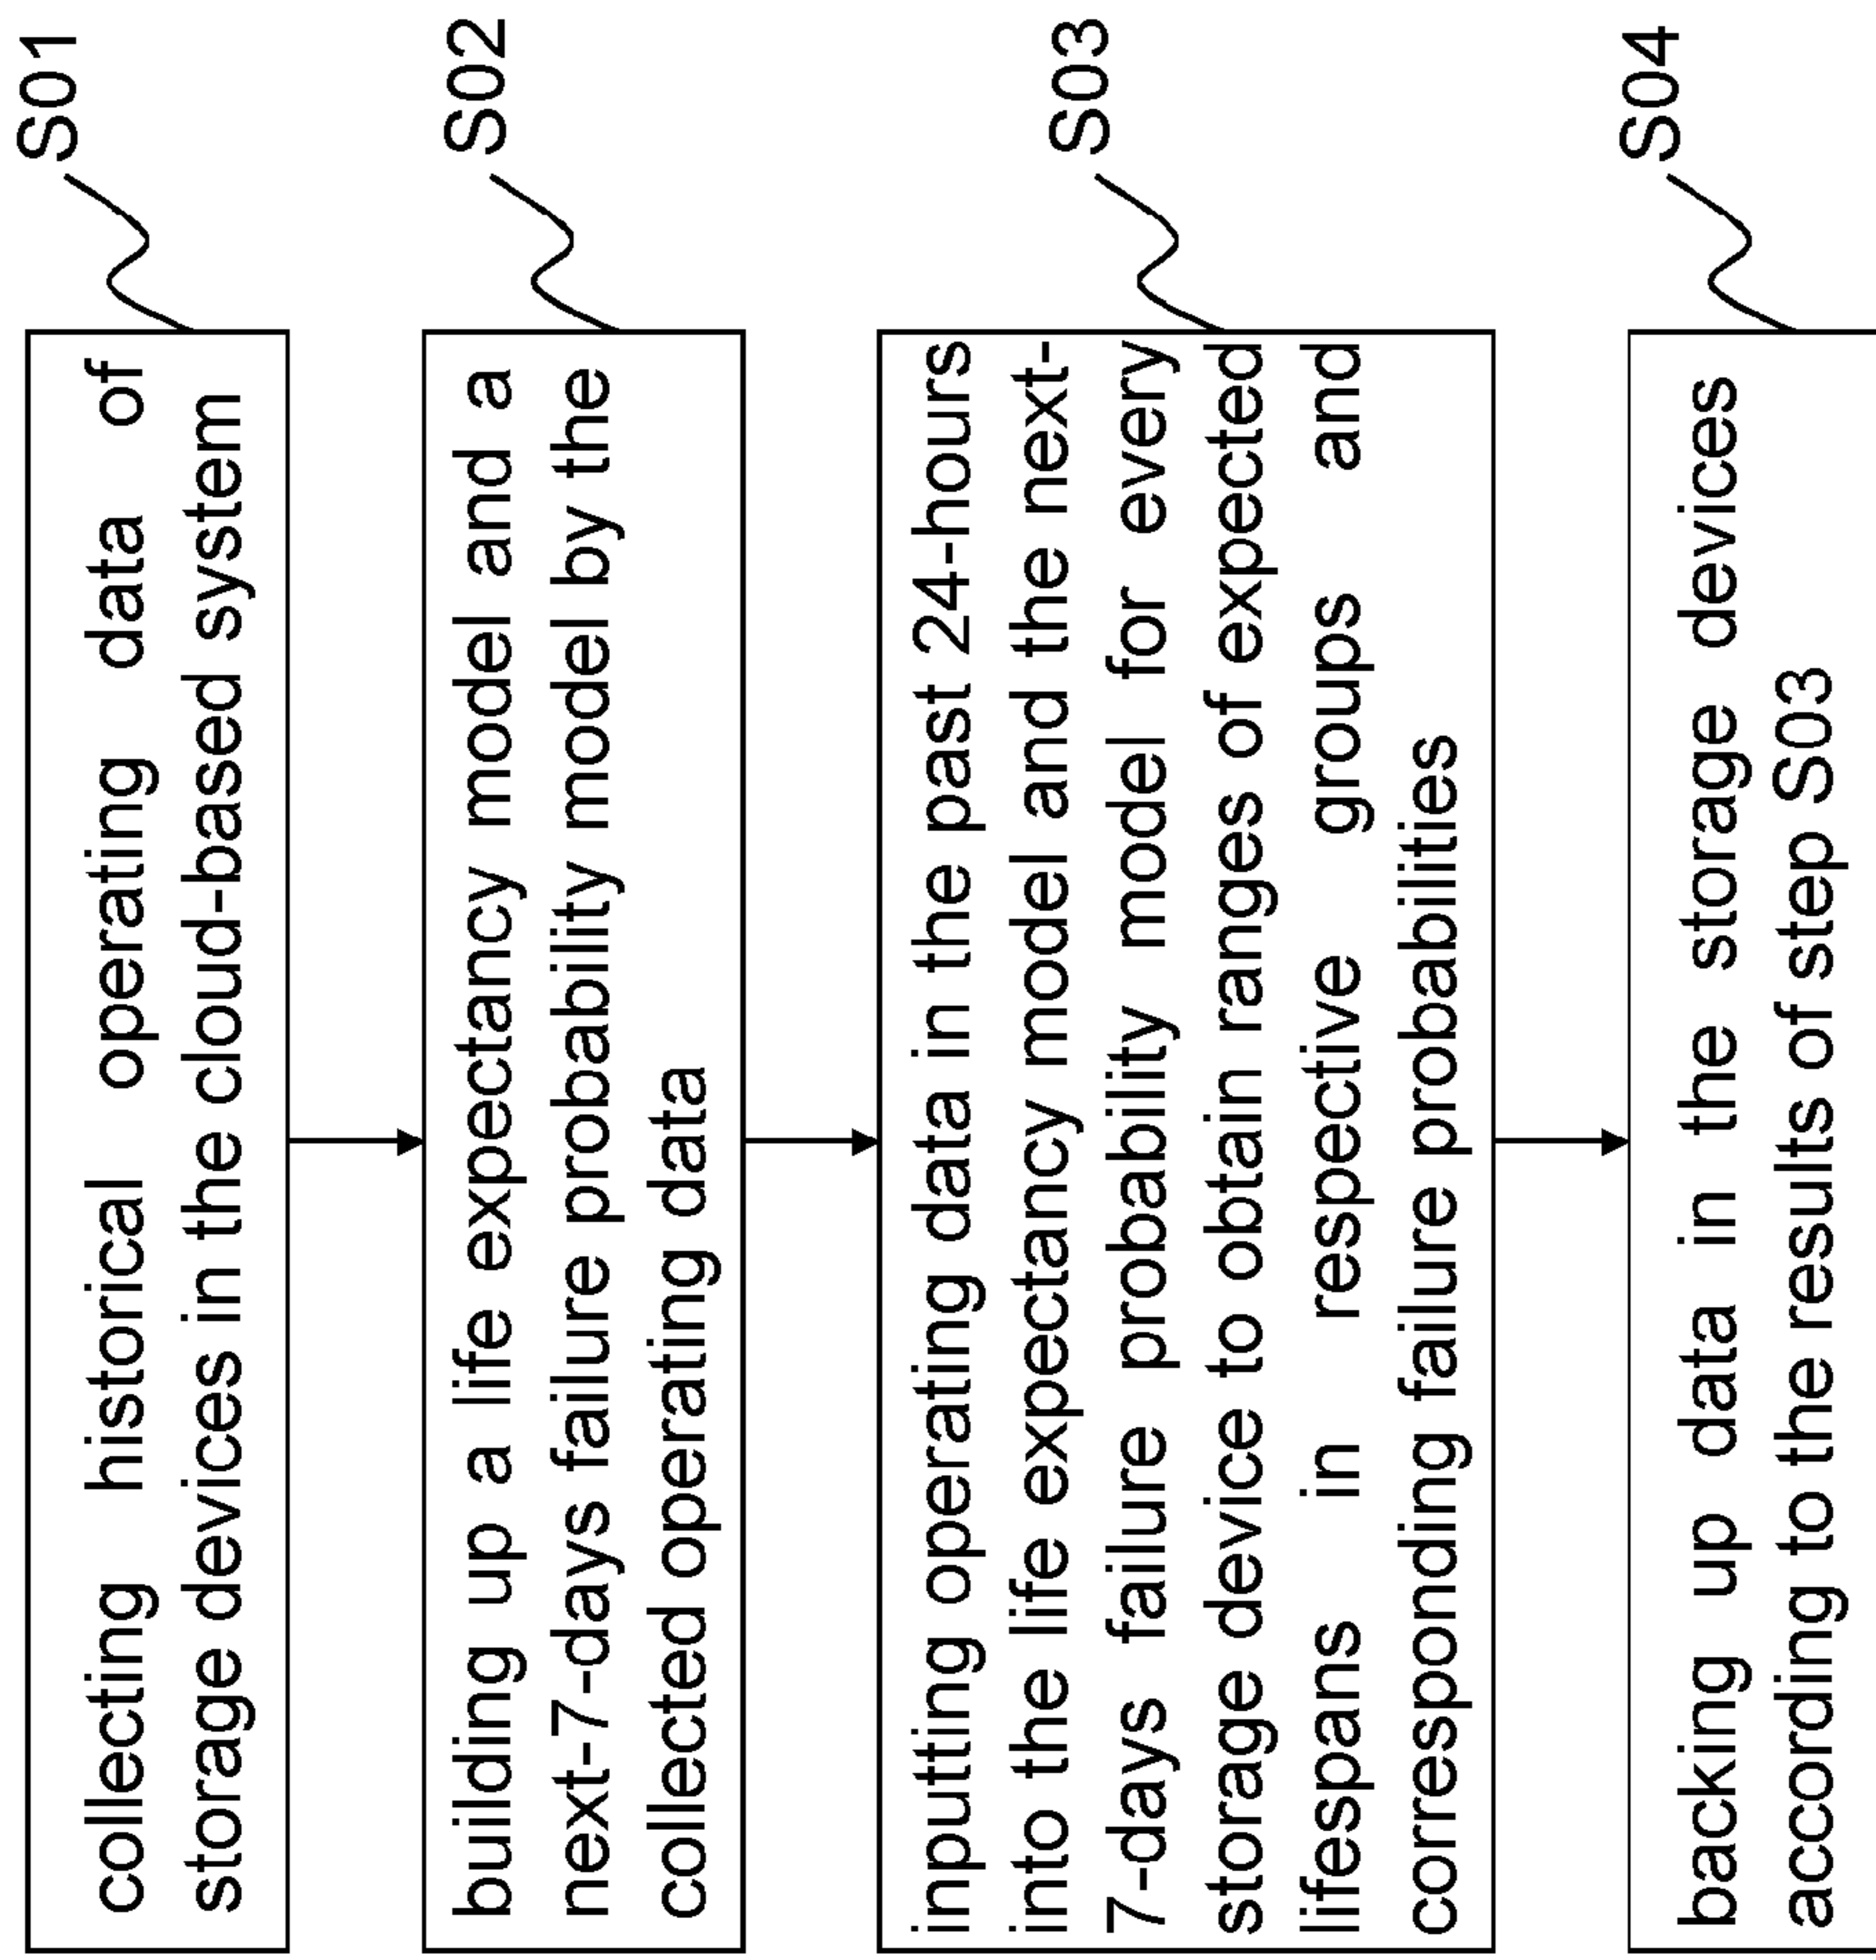 S01
collecting historical operating data of
storage devices in the cloud-based system
S02
building up a life expectancy model and a
next-7-days failure probability model by the
collected operating data
S03
inputting operating data in the past 24-hours
into the life expectancy model and the next-
7-days failure probability model for every
storage device to obtain ranges of expected
lifespans in respective groups and
corresponding failure probabilities
S04
backing up data in the storage devices
according to the results of step S03